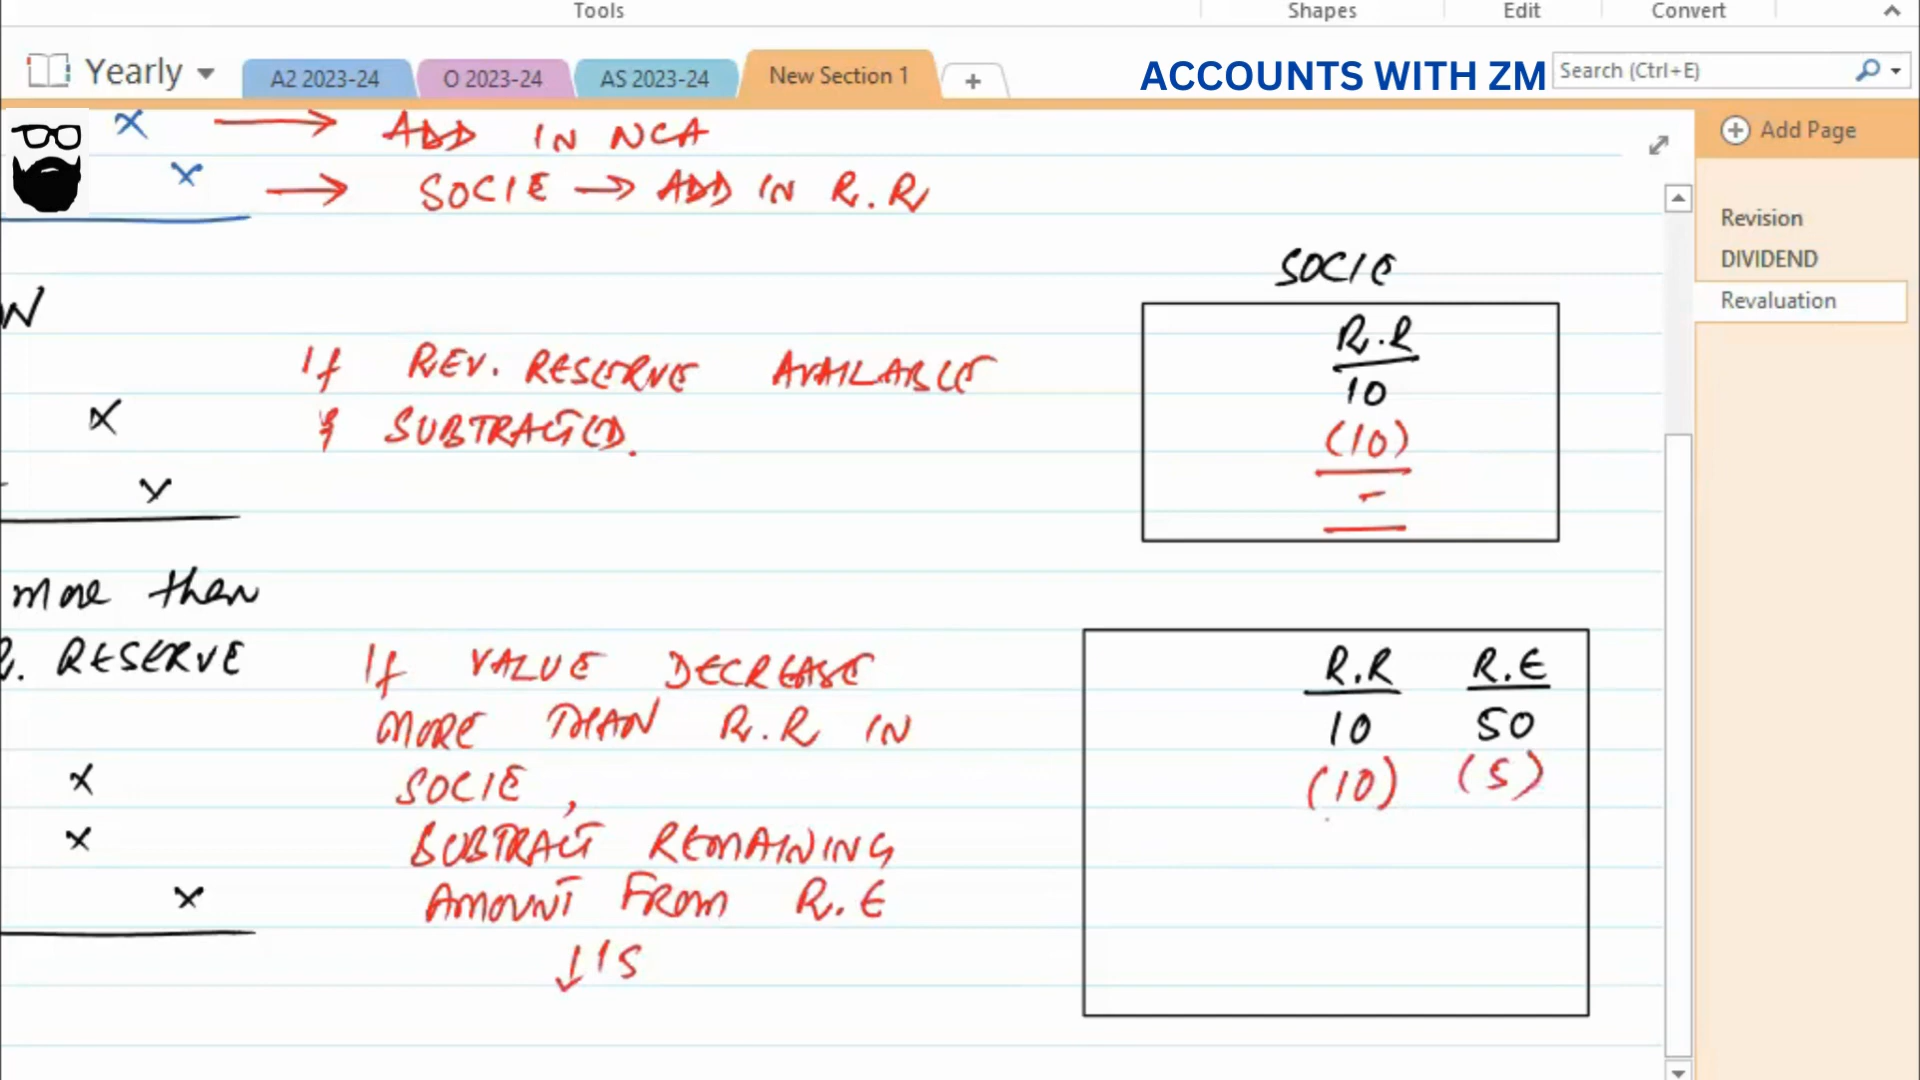 Tools Shapes Edit Convert
Yearly A2 2023-24 O 2023-24 AS 2023-24 New Section 1 + ACCOUNTS WITH ZM Search (Ctrl+E)
Add Page
Revision
DIVIDEND
Revaluation
x → ADD IN NCA
x → SOCIE → ADD IN R.R
W
If REV. RESERVE AVAILABLE
x & SUBTRACTED.
x
SOCIE
R.R
10
(10)
-
more then
R. RESERVE
If VALUE DECREASE
MORE THAN R.R IN
x SOCIE,
x SUBTRACT REMAINING
x AMOUNT FROM R.E
↓15
R.R R.E
10 50
(10) (5)